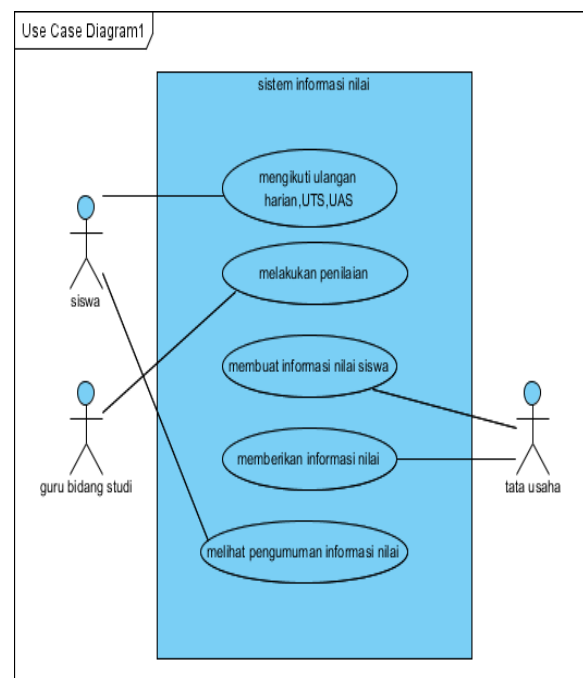 Use Case Diagram1
sistem informasi nilai
mengikuti ulangan
harian,UTS,UAS
siswa
melakukan penilaian
membuat informasi nilai siswa
guru bidang studi
memberikan informasi nilai
tata usaha
melihat pengumuman informasi nilai